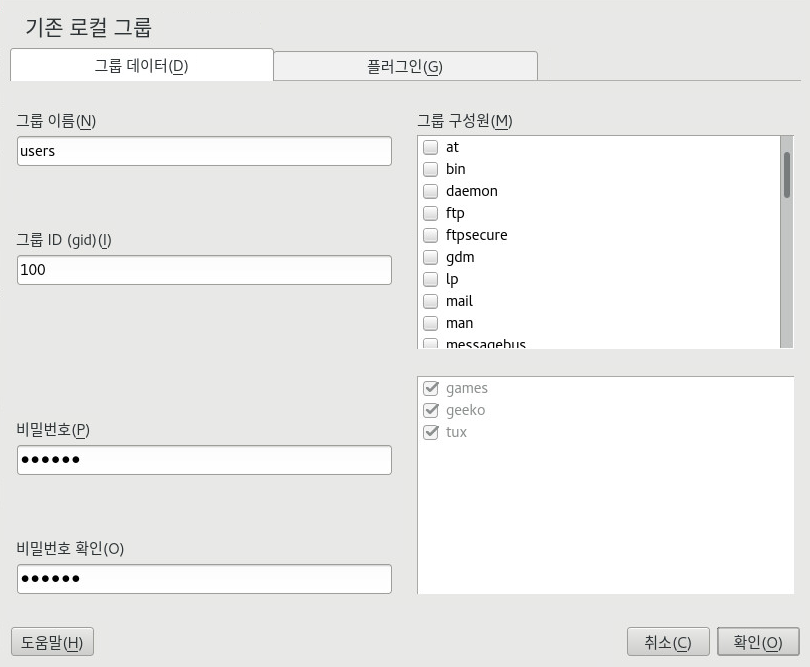 기존 로컬 그룹
그룹 데이터(D)
플러그인(G)
그룹 이름(N)
users
그룹 ID (gid)(I)
100
비밀번호(P)
●●●●●●
비밀번호 확인(O)
●●●●●●
그룹 구성원(M)
at
bin
daemon
ftp
ftpsecure
gdm
lp
mail
man
messagebus
games
geeko
tux
도움말(H)
취소(C)
확인(O)